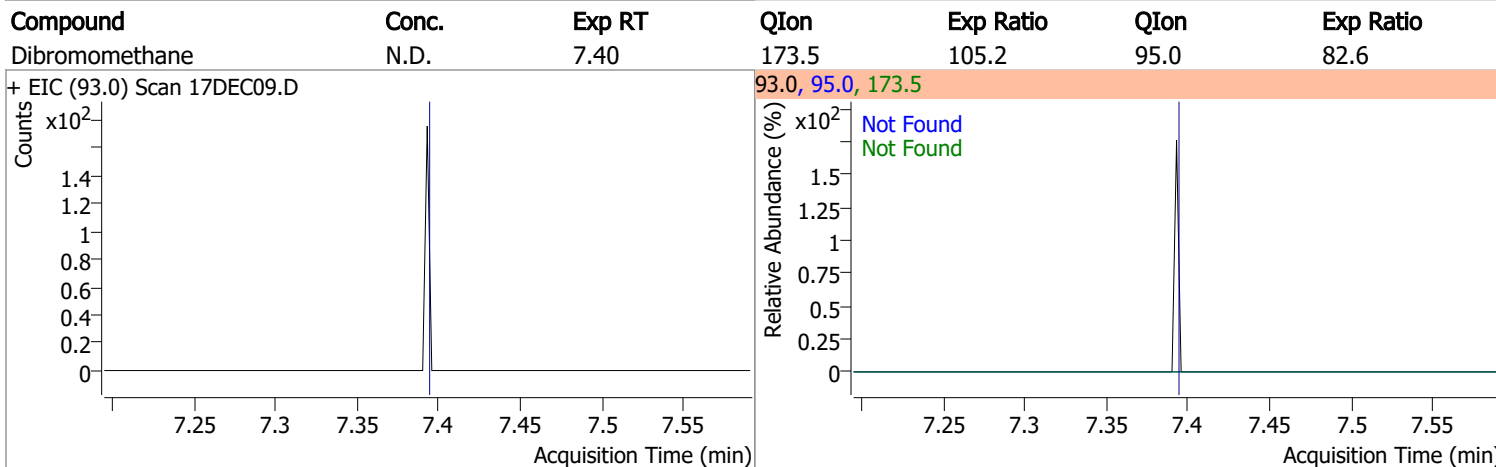 Compound Conc. Exp RT QIon Exp Ratio QIon Exp Ratio
Dibromomethane N.D. 7.40 173.5 105.2 95.0 82.6
+ EIC (93.0) Scan 17DEC09.D
Counts
x10²
1.4
1.2
1
0.8
0.6
0.4
0.2
0
7.25 7.3 7.35 7.4 7.45 7.5 7.55
Acquisition Time (min)
93.0, 95.0, 173.5
Relative Abundance (%)
x10²
Not Found
Not Found
1.5
1.25
1
0.75
0.5
0.25
0
7.25 7.3 7.35 7.4 7.45 7.5 7.55
Acquisition Time (min)